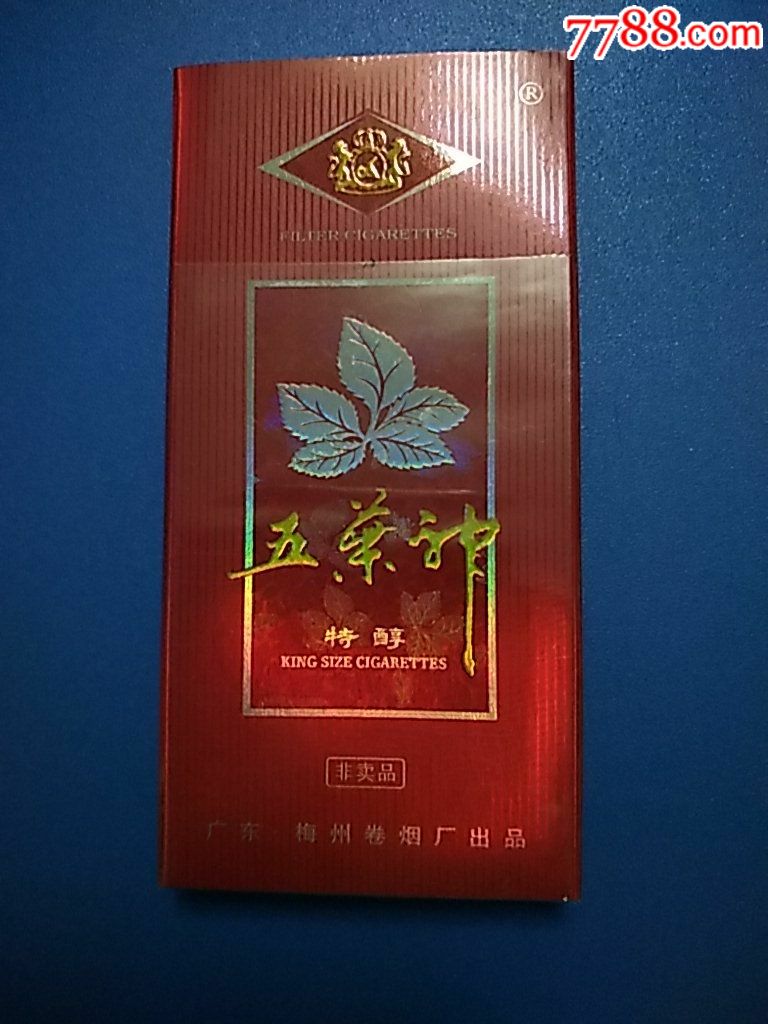 7788.com
®
FILTER CIGARETTES
五葉神
特醇
KING SIZE CIGARETTES
非卖品
广东 梅州卷烟厂出品